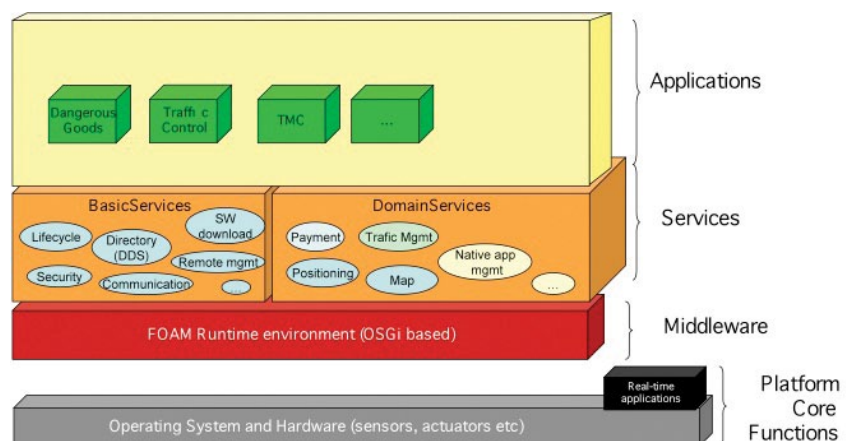 Applications
Dangerous
Goods
Traffi c
Control
TMC
...
BasicServices
DomainServices
Services
Lifecycle
Directory
(DDS)
SW
download
Security
Communication
Remote mgmt
...
Payment
Trafic Mgmt
Positioning
Map
Native app
mgmt
...
FOAM Runtime environment (OSGi based)
Middleware
Real-time
applications
Platform
Core
Functions
Operating System and Hardware (sensors, actuators etc)